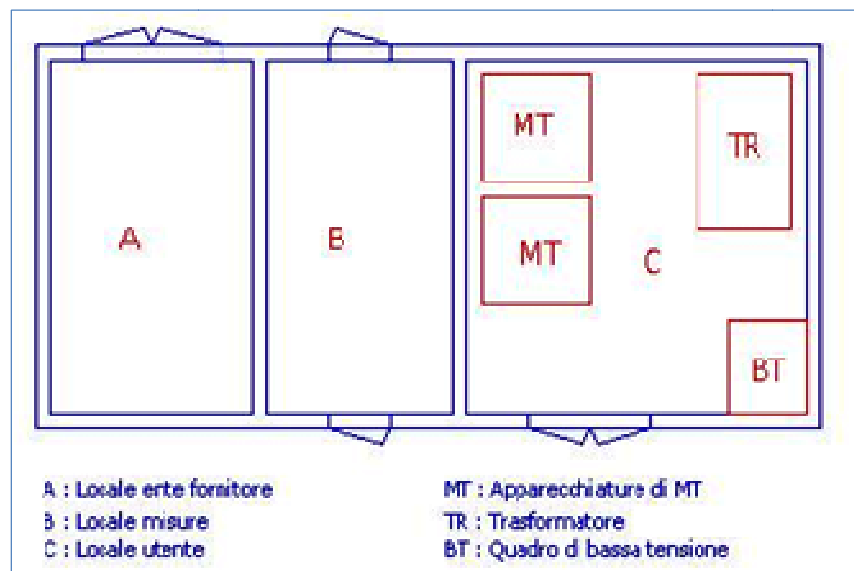 MT
TR
A
B
MT
C
BT
A : Locale ente fornitore
B : Locale misure
C : Locale utente
MT : Apparecchiature di MT
TR : Trasformatore
BT : Quadro d bassa tensione